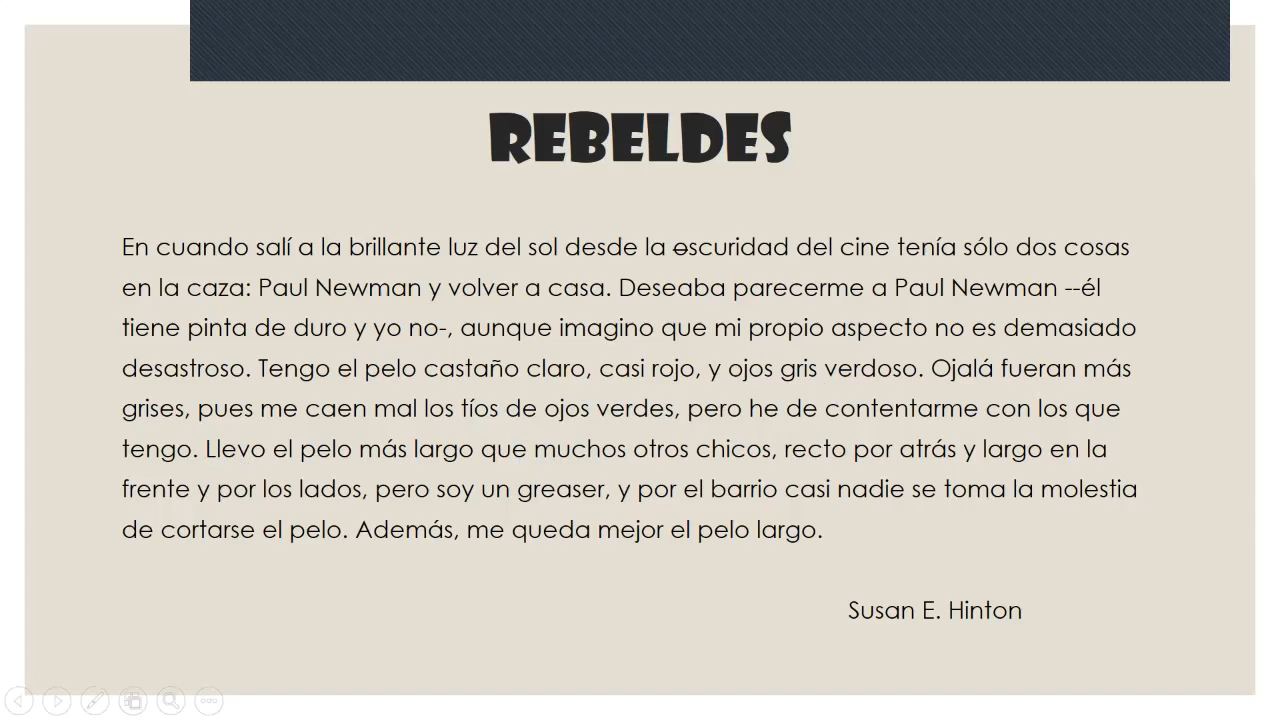 REBELDES
En cuando salí a la brillante luz del sol desde la oscuridad del cine tenía sólo dos cosas
en la caza: Paul Newman y volver a casa. Deseaba parecerme a Paul Newman --él
tiene pinta de duro y yo no-, aunque imagino que mi propio aspecto no es demasiado
desastroso. Tengo el pelo castaño claro, casi rojo, y ojos gris verdoso. Ojalá fueran más
grises, pues me caen mal los tíos de ojos verdes, pero he de contentarme con los que
tengo. Llevo el pelo más largo que muchos otros chicos, recto por atrás y largo en la
frente y por los lados, pero soy un greaser, y por el barrio casi nadie se toma la molestia
de cortarse el pelo. Además, me queda mejor el pelo largo.
Susan E. Hinton